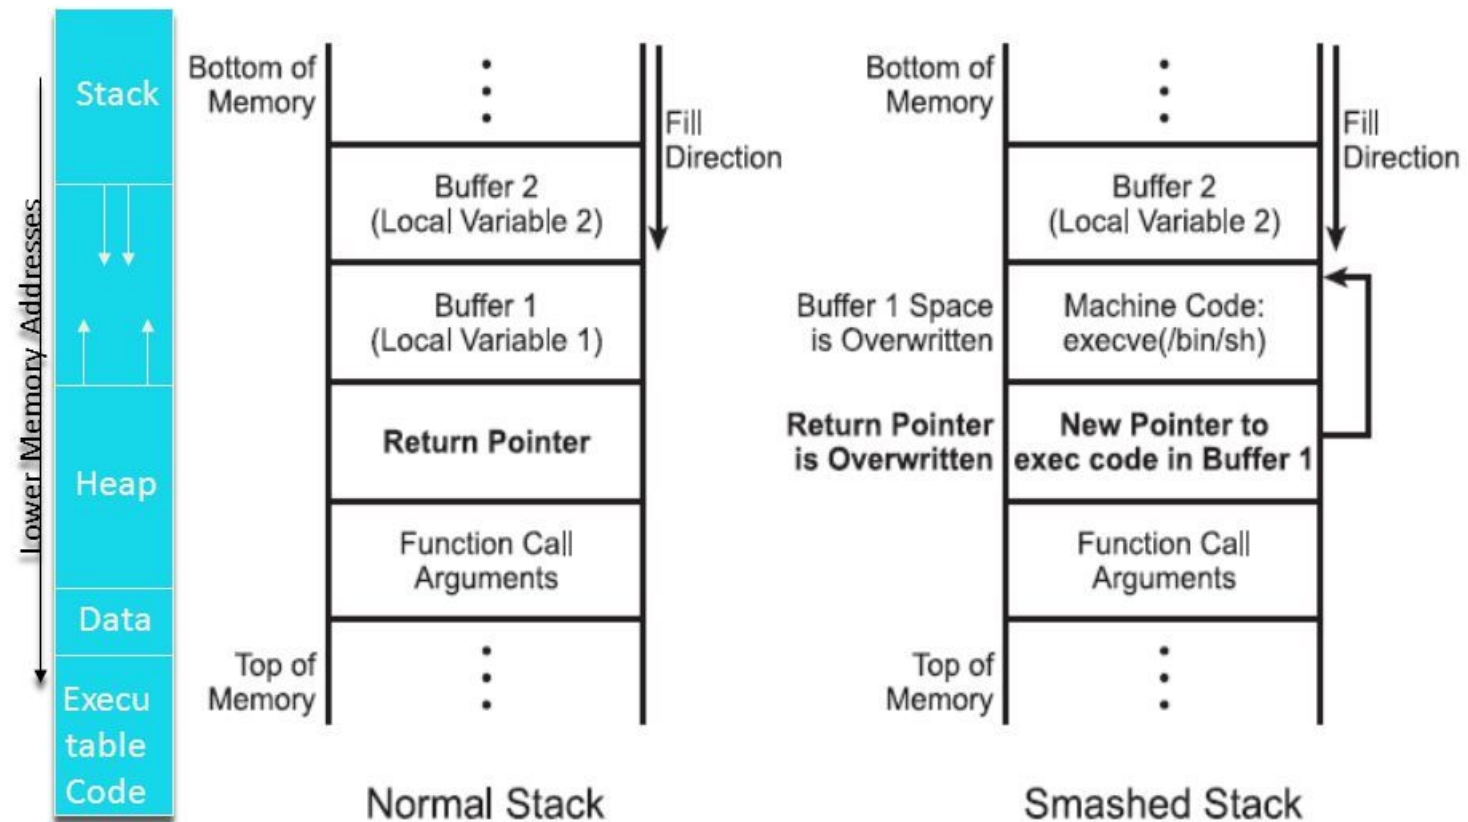 Lower Memory Addresses
Stack
Heap
Data
Execu
table
Code
Bottom of
Memory
Fill
Direction
Buffer 2
(Local Variable 2)
Buffer 1
(Local Variable 1)
Return Pointer
Function Call
Arguments
Top of
Memory
Normal Stack
Bottom of
Memory
Fill
Direction
Buffer 2
(Local Variable 2)
Buffer 1 Space
is Overwritten
Machine Code:
execve(/bin/sh)
Return Pointer
is Overwritten
New Pointer to
exec code in Buffer 1
Function Call
Arguments
Top of
Memory
Smashed Stack